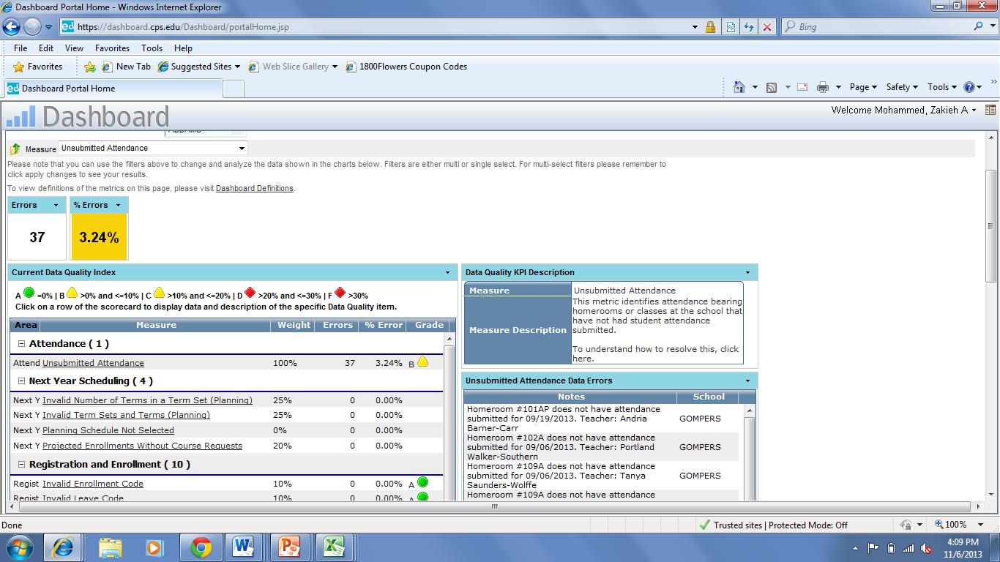 Dashboard Portal Home - Windows Internet Explorer
https://dashboard.cps.edu/Dashboard/portalHome.jsp
Bing
File Edit View Favorites Tools Help
Favorites New Tab Suggested Sites Web Slice Gallery 1800Flowers Coupon Codes
Dashboard Portal Home
Page Safety Tools
Dashboard
Welcome Mohammed, Zakieh A
Measure Unsubmitted Attendance
Please note that you can use the filters above to change and analyze the data shown in the charts below. Filters are either multi or single select. For multi-select filters please remember to
click apply changes to see your results.
To view definitions of the metrics on this page, please visit Dashboard Definitions.
Errors % Errors
37 3.24%
Current Data Quality Index
A =0% | B >0% and <=10% | C >10% and <=20% | D >20% and <=30% | F >30%
Click on a row of the scorecard to display data and description of the specific Data Quality item.
Area Measure Weight Errors % Error Grade
Attendance ( 1 )
Attend Unsubmitted Attendance 100% 37 3.24% B
Next Year Scheduling ( 4 )
Next Y Invalid Number of Terms in a Term Set (Planning) 25% 0 0.00%
Next Y Invalid Term Sets and Terms (Planning) 25% 0 0.00%
Next Y Planning Schedule Not Selected 0% 0 0.00%
Next Y Projected Enrollments Without Course Requests 20% 0 0.00%
Registration and Enrollment ( 10 )
Regist Invalid Enrollment Code 10% 0 0.00% A
Regist Invalid Leave Code 10% 0 0.00% A
Data Quality KPI Description
Measure Unsubmitted Attendance
Measure Description
This metric identifies attendance bearing
homerooms or classes at the school that
have not had student attendance
submitted.
To understand how to resolve this, click
here.
Unsubmitted Attendance Data Errors
Notes School
Homeroom #101AP does not have attendance
submitted for 09/19/2013. Teacher: Andria GOMPERS
Barner-Carr
Homeroom #102A does not have attendance
submitted for 09/06/2013. Teacher: Portland GOMPERS
Walker-Southern
Homeroom #109A does not have attendance
submitted for 09/06/2013. Teacher: Tanya GOMPERS
Saunders-Wolffe
Homeroom #109A does not have attendance
Done
Trusted sites | Protected Mode: Off
100%
4:09 PM
11/6/2013